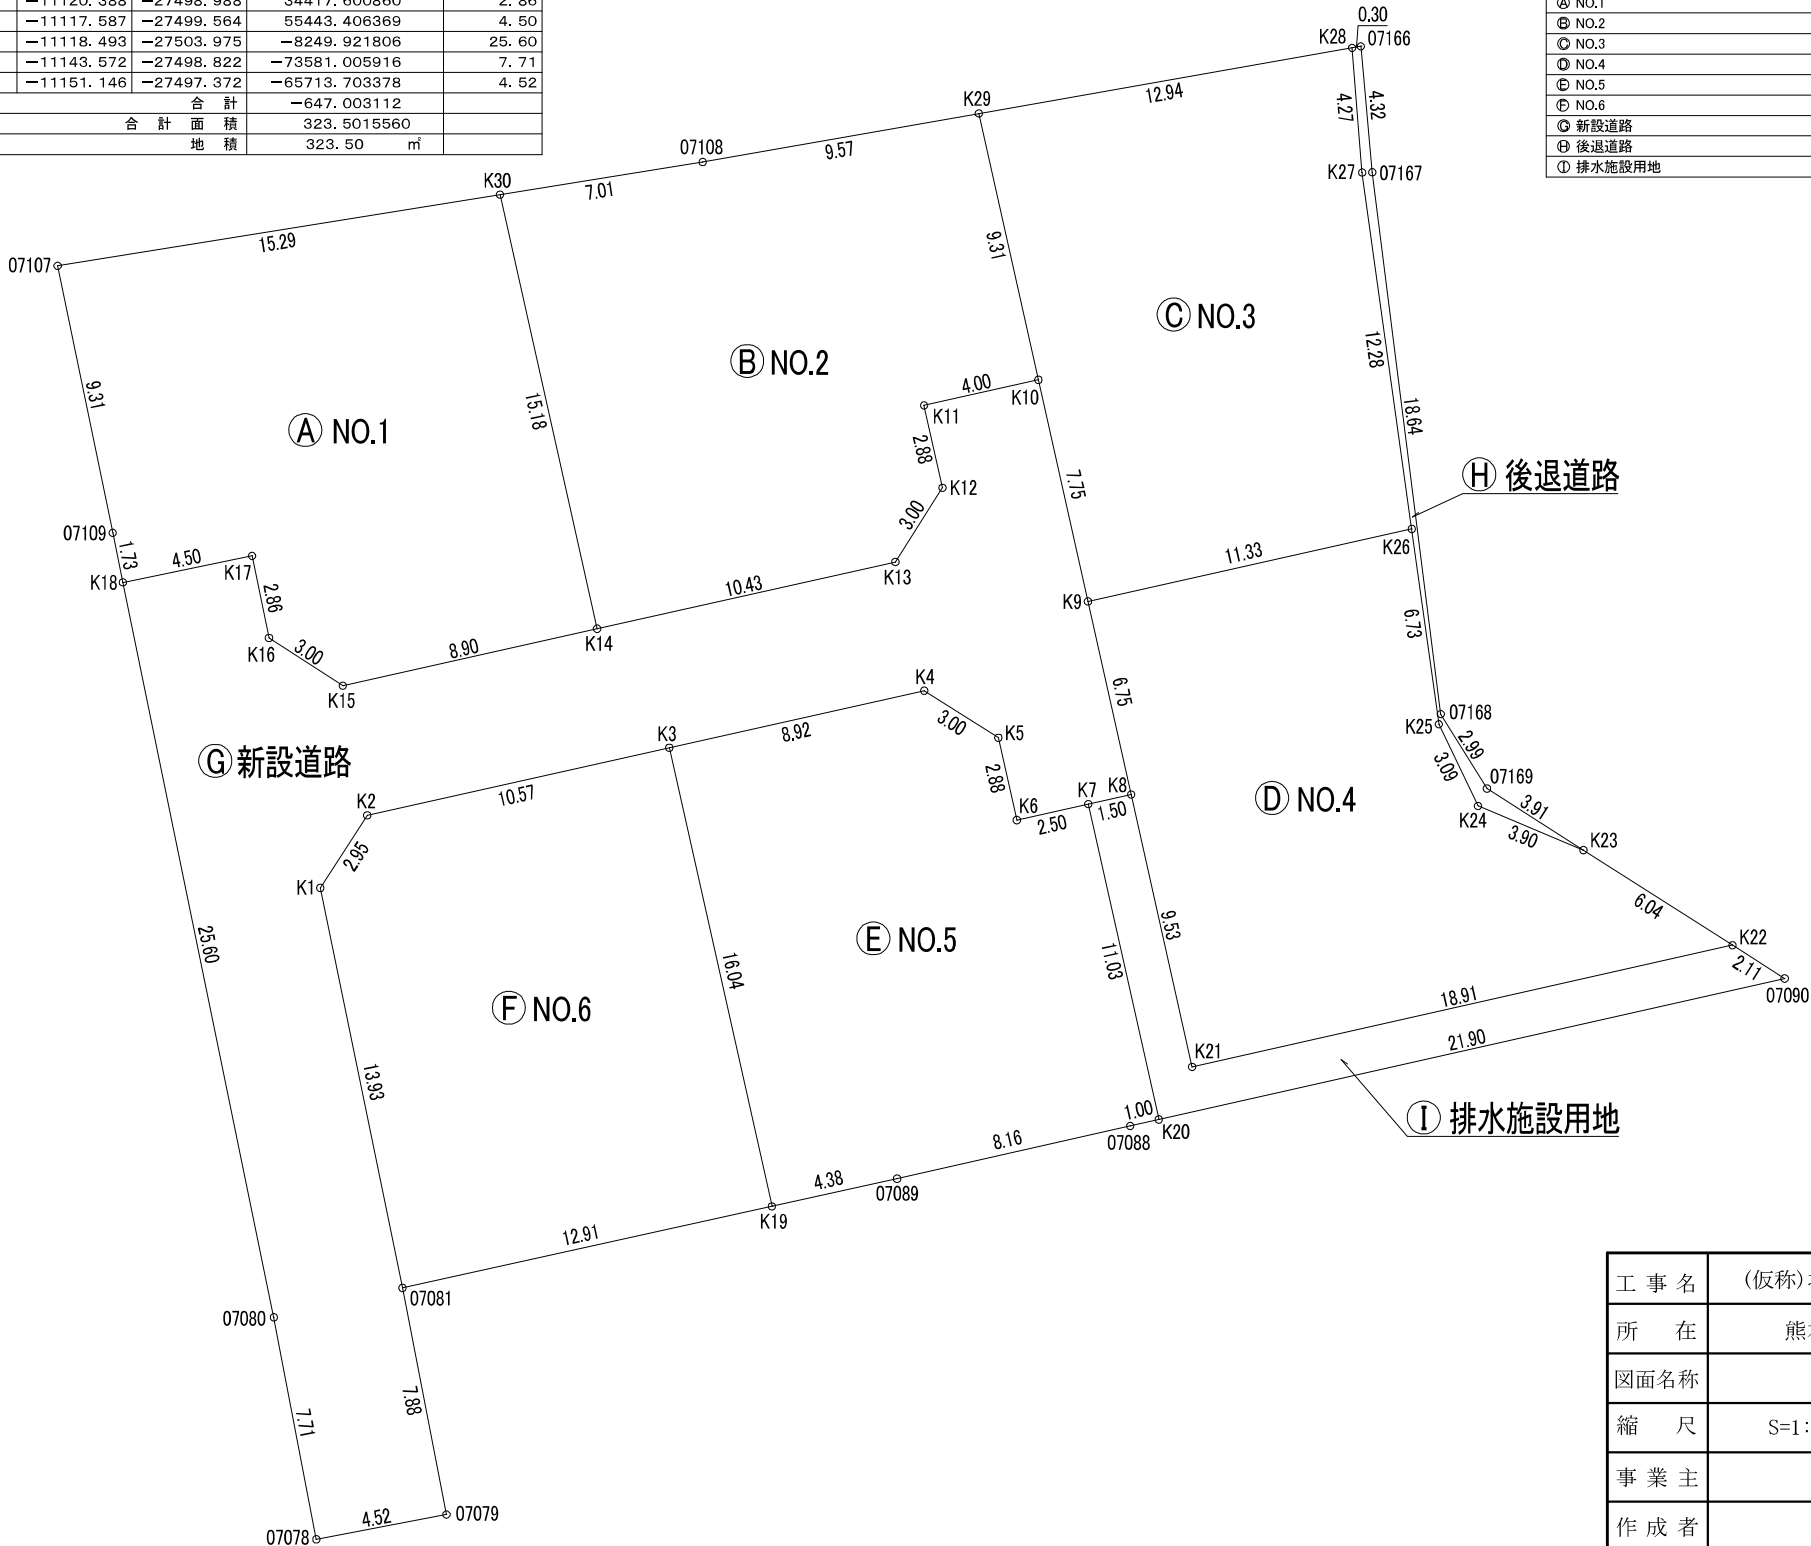 −11120.388 −27498.988 34417.600860 2.86
−11117.587 −27499.564 55443.406369 4.50
−11118.493 −27503.975 −8249.921806 25.60
−11143.572 −27498.822 −73581.005916 7.71
−11151.146 −27497.372 −65713.703378 4.52
合 計 −647.003112
合 計 面 積 323.5015560
地 積 323.50 ㎡
Ⓐ NO.1
Ⓑ NO.2
Ⓒ NO.3
Ⓓ NO.4
Ⓔ NO.5
Ⓕ NO.6
Ⓖ 新設道路
Ⓗ 後退道路
Ⓘ 排水施設用地
0.30
K28
07166
12.94
4.27
4.32
K29
9.57
07108
K27
07167
K30
7.01
15.29
07107
9.31
Ⓒ NO.3
12.28
Ⓑ NO.2
4.00
K10
K11
9.31
15.18
18.64
Ⓐ NO.1
2.88
7.75
K12
Ⓗ 後退道路
3.00
07109
1.73
4.50
K17
K18
2.86
K13
10.43
11.33
K26
K9
K16
3.00
8.90
K14
6.73
K15
K4
6.75
3.00
07168
K25
2.99
K3
8.92
K5
3.09
Ⓖ 新設道路
2.88
07169
K2
10.57
K7
K8
Ⓓ NO.4
K6
2.50
1.50
K24
3.91
3.90
K23
2.95
K1
6.04
9.53
25.60
Ⓔ NO.5
11.03
K22
2.11
16.04
07090
Ⓕ NO.6
18.91
21.90
K21
13.93
1.00
Ⓘ 排水施設用地
K20
07088
8.16
4.38
07089
K19
12.91
07081
07080
7.88
7.71
07079
4.52
07078
工 事 名 (仮称)
所 在 熊
図面名称
縮 尺 S=1:
事 業 主
作 成 者